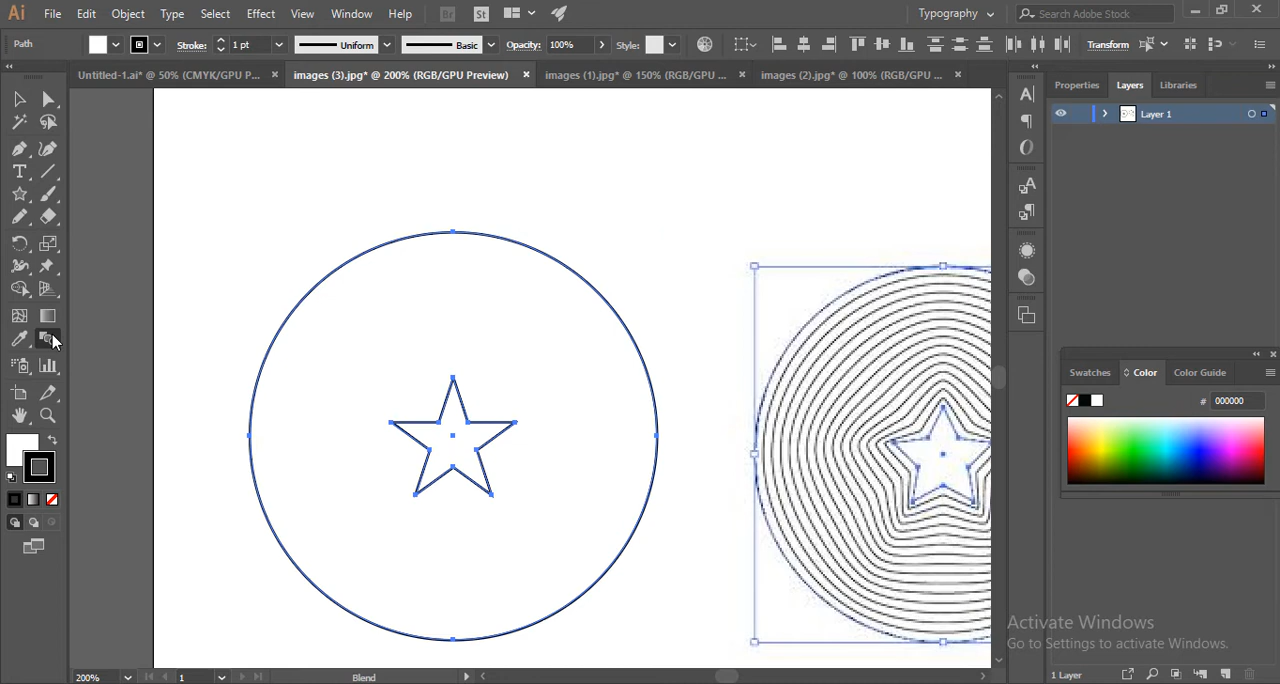 Ai File Edit Object Type Select Effect View Window Help Br St Typography Search Adobe Stock
Path Stroke: 1 pt Uniform Basic Opacity: 100% Style: Transform
Untitled-1.ai* @ 50% (CMYK/GPU P... × images (3).jpg* @ 200% (RGB/GPU Preview) × images (1).jpg* @ 150% (RGB/GPU ... × images (2).jpg* @ 100% (RGB/GPU ... ×
Properties Layers Libraries
Layer 1
Swatches Color Color Guide
# 000000
Activate Windows
Go to Settings to activate Windows.
200% 1 Blend 1 Layer